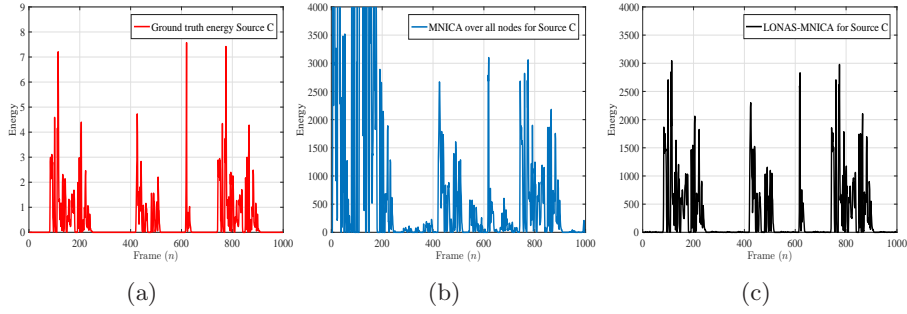 Ground truth energy Source C
Energy
9
8
7
6
5
4
3
2
1
0
0 200 400 600 800 1000
Frame (n)
(a)
MNICA over all nodes for Source C
Energy
4000
3500
3000
2500
2000
1500
1000
500
0
0 200 400 600 800 1000
Frame (n)
(b)
LONAS-MNICA for Source C
Energy
4000
3500
3000
2500
2000
1500
1000
500
0
0 200 400 600 800 1000
Frame (n)
(c)